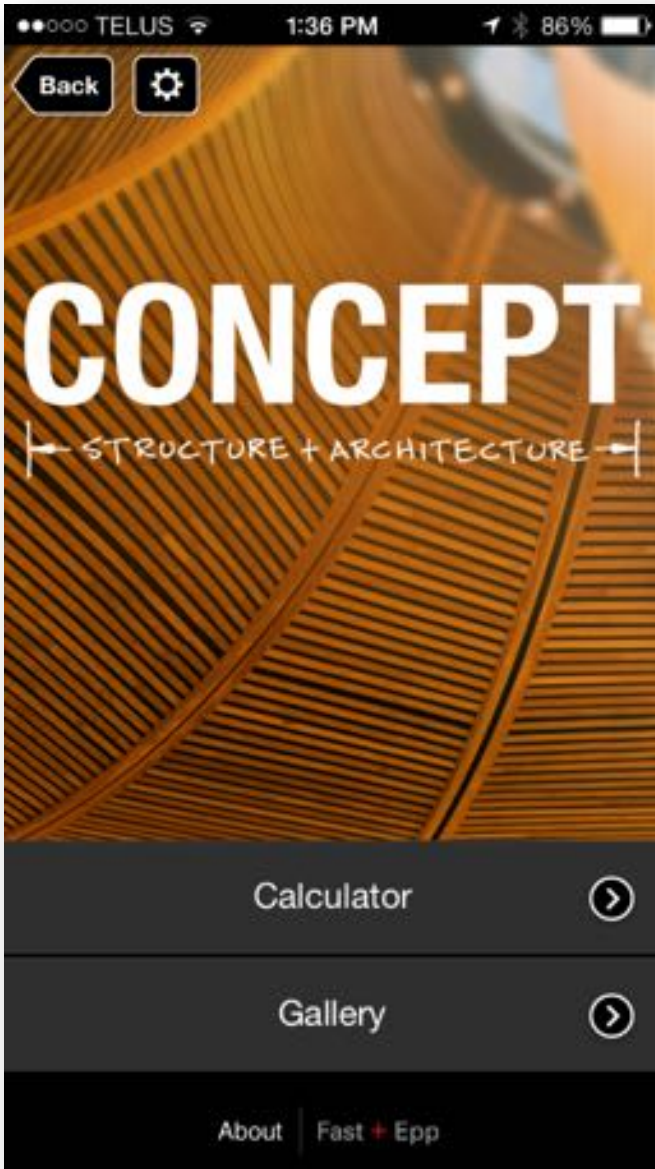 TELUS 1:36 PM 86%
Back
CONCEPT
STRUCTURE + ARCHITECTURE
Calculator
Gallery
About Fast + Epp